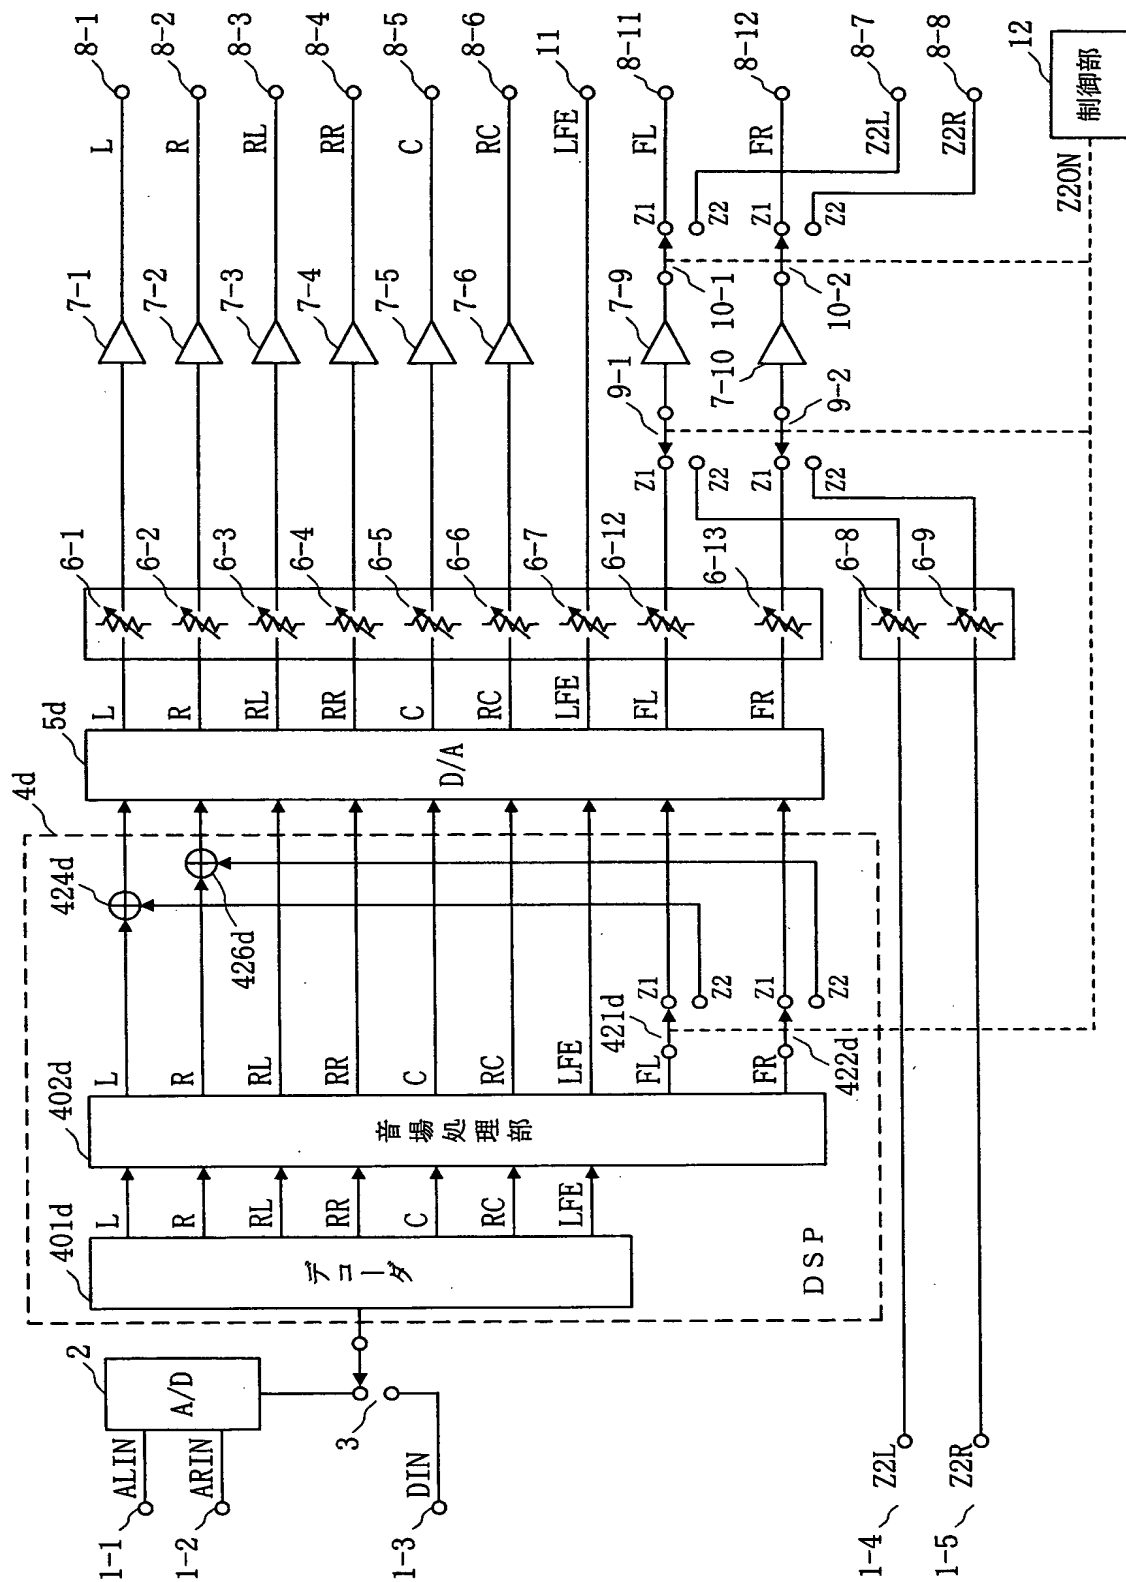 1-1
ALIN
1-2
ARIN
1-3
DIN
2
A/D
3
1-4
Z2L
1-5
Z2R
4d
DSP
401d
デコーダ
L
R
RL
RR
C
RC
LFE
402d
音場処理部
L
R
RL
RR
C
RC
LFE
FL
FR
421d
422d
Z1
Z2
Z1
Z2
424d
426d
5d
D/A
L
R
RL
RR
C
RC
LFE
FL
FR
6-1
6-2
6-3
6-4
6-5
6-6
6-7
6-12
6-13
6-8
6-9
Z1
Z2
Z1
Z2
9-1
9-2
7-1
7-2
7-3
7-4
7-5
7-6
7-9
7-10
10-1
10-2
Z1
Z2
Z1
Z2
L
R
RL
RR
C
RC
LFE
FL
FR
Z2L
Z2R
8-1
8-2
8-3
8-4
8-5
8-6
11
8-11
8-12
8-7
8-8
12
制御部
Z2ON